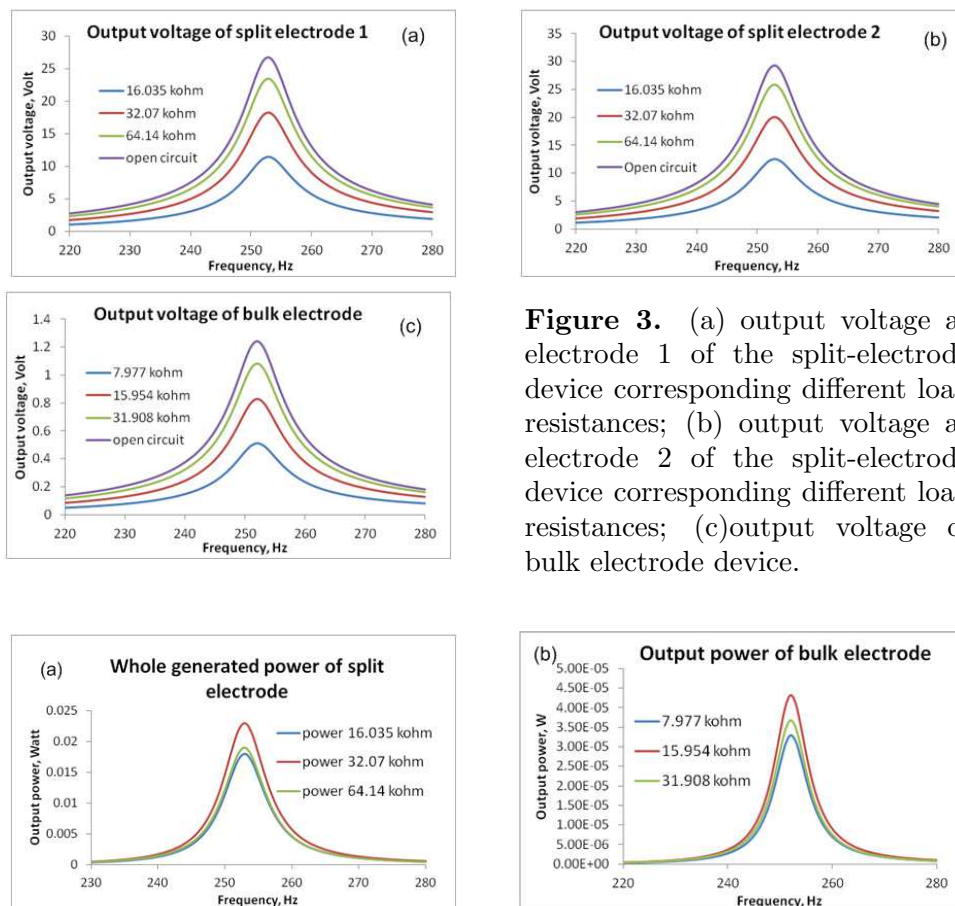 Output voltage of split electrode 1
(a)
Output voltage, Volt
30
25
20
15
10
5
0
16.035 kohm
32.07 kohm
64.14 kohm
open circuit
220 230 240 250 260 270 280
Frequency, Hz
Output voltage of split electrode 2
(b)
Output voltage, Volt
35
30
25
20
15
10
5
0
16.035 kohm
32.07 kohm
64.14 kohm
Open circuit
220 230 240 250 260 270 280
Frequency, Hz
Output voltage of bulk electrode
(c)
Output voltage, Volt
1.4
1.2
1
0.8
0.6
0.4
0.2
0
7.977 kohm
15.954 kohm
31.908 kohm
open circuit
220 230 240 250 260 270 280
Frequency, Hz
Figure 3. (a) output voltage a
electrode 1 of the split-electrod
device corresponding different loa
resistances; (b) output voltage a
electrode 2 of the split-electrod
device corresponding different loa
resistances; (c)output voltage o
bulk electrode device.
(a)
Whole generated power of split
electrode
Output power, Watt
0.025
0.02
0.015
0.01
0.005
0
power 16.035 kohm
power 32.07 kohm
power 64.14 kohm
230 240 250 260 270 280
Frequency, Hz
(b)
Output power of bulk electrode
Output power, W
5.00E-05
4.50E-05
4.00E-05
3.50E-05
3.00E-05
2.50E-05
2.00E-05
1.50E-05
1.00E-05
5.00E-06
0.00E+00
7.977 kohm
15.954 kohm
31.908 kohm
220 240 260 280
Frequency, Hz